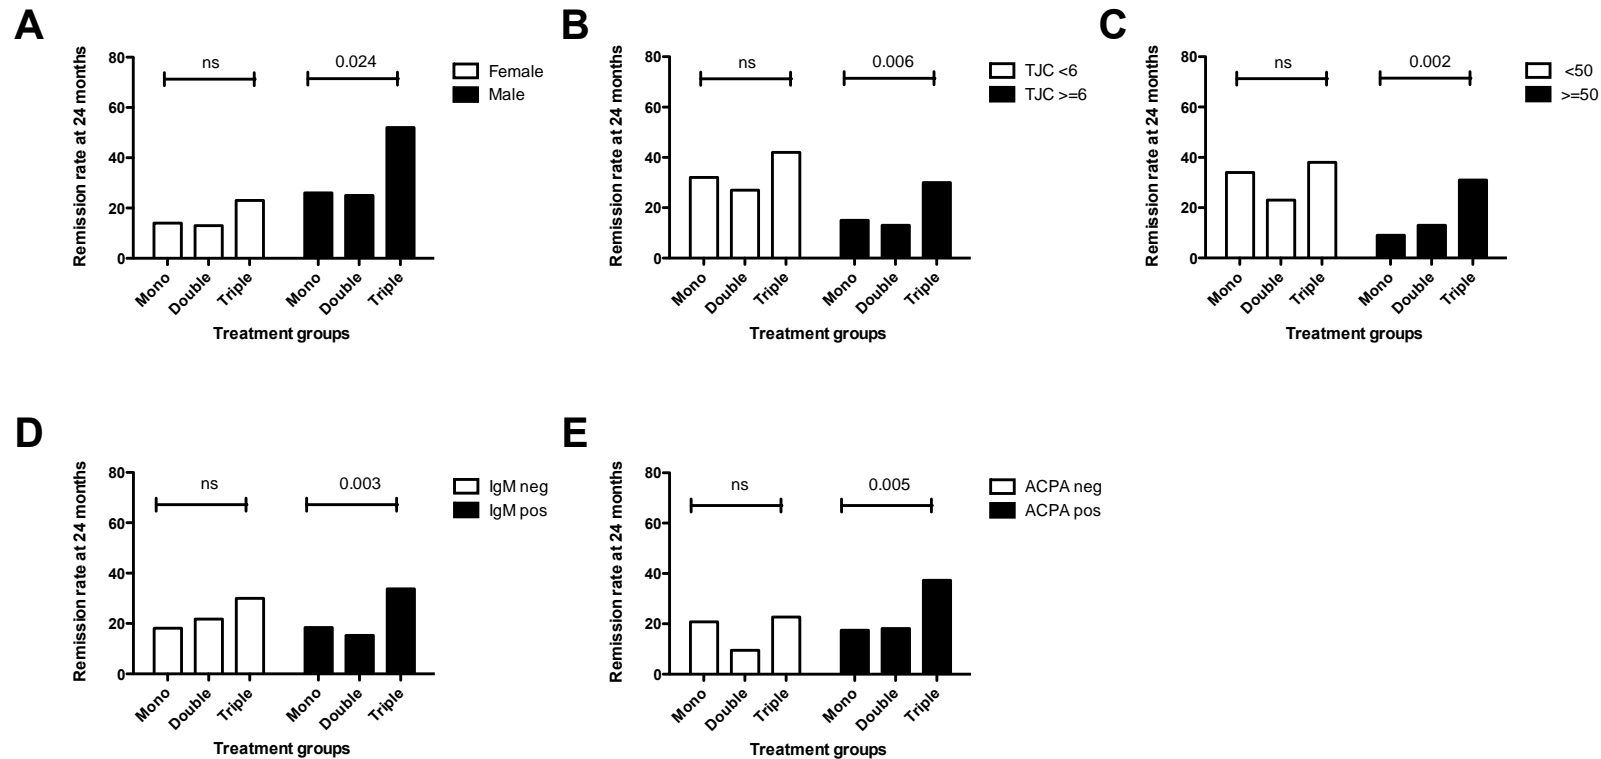 A
Remission rate at 24 months
80
60
40
20
0
ns
0.024
Female
Male
Mono
Double
Triple
Mono
Double
Triple
Treatment groups
B
Remission rate at 24 months
80
60
40
20
0
ns
0.006
TJC <6
TJC >=6
Mono
Double
Triple
Mono
Double
Triple
Treatment groups
C
Remission rate at 24 months
80
60
40
20
0
ns
0.002
<50
>=50
Mono
Double
Triple
Mono
Double
Triple
Treatment groups
D
Remission rate at 24 months
80
60
40
20
0
ns
0.003
IgM neg
IgM pos
Mono
Double
Triple
Mono
Double
Triple
Treatment groups
E
Remission rate at 24 months
80
60
40
20
0
ns
0.005
ACPA neg
ACPA pos
Mono
Double
Triple
Mono
Double
Triple
Treatment groups